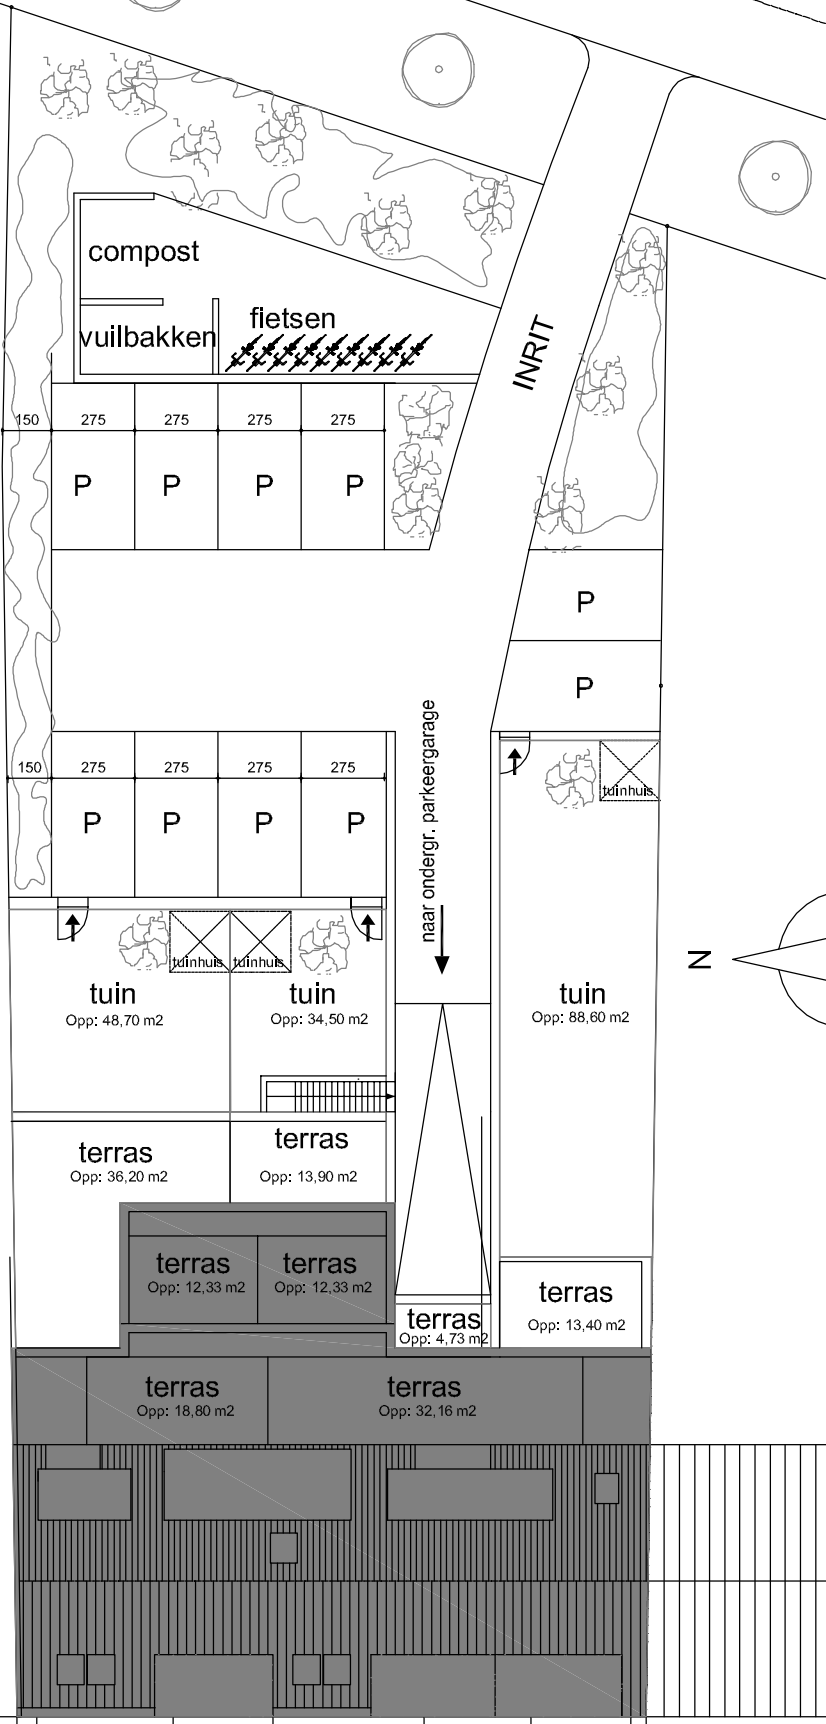 compost
fietsen
vuilbakken
INRIT
150 275 275 275 275
P P P P
P
P
naar ondergr. parkeergarage
150 275 275 275 275
P P P P
tuinhuis
tuinhuis tuinhuis
N
tuin
Opp: 48,70 m2
tuin
Opp: 34,50 m2
tuin
Opp: 88,60 m2
terras
Opp: 36,20 m2
terras
Opp: 13,90 m2
terras
Opp: 12,33 m2
terras
Opp: 12,33 m2
terras
Opp: 4,73 m2
terras
Opp: 13,40 m2
terras
Opp: 18,80 m2
terras
Opp: 32,16 m2